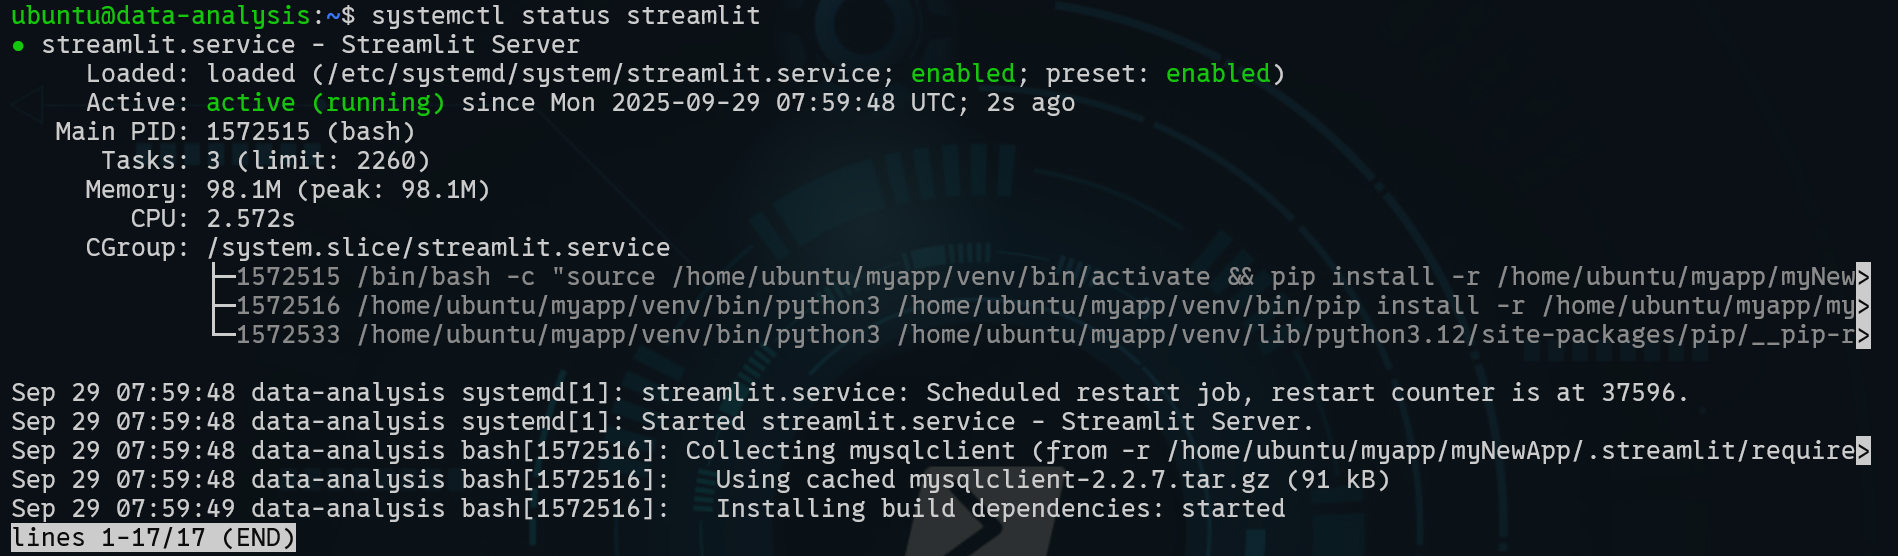 ubuntu@data-analysis:~$ systemctl status streamlit
● streamlit.service - Streamlit Server
     Loaded: loaded (/etc/systemd/system/streamlit.service; enabled; preset: enabled)
     Active: active (running) since Mon 2025-09-29 07:59:48 UTC; 2s ago
   Main PID: 1572515 (bash)
      Tasks: 3 (limit: 2260)
     Memory: 98.1M (peak: 98.1M)
        CPU: 2.572s
     CGroup: /system.slice/streamlit.service
             ├─1572515 /bin/bash -c "source /home/ubuntu/myapp/venv/bin/activate && pip install -r /home/ubuntu/myapp/myNew>
             ├─1572516 /home/ubuntu/myapp/venv/bin/python3 /home/ubuntu/myapp/venv/bin/pip install -r /home/ubuntu/myapp/my>
             └─1572533 /home/ubuntu/myapp/venv/bin/python3 /home/ubuntu/myapp/venv/lib/python3.12/site-packages/pip/__pip-r>

Sep 29 07:59:48 data-analysis systemd[1]: streamlit.service: Scheduled restart job, restart counter is at 37596.
Sep 29 07:59:48 data-analysis systemd[1]: Started streamlit.service - Streamlit Server.
Sep 29 07:59:48 data-analysis bash[1572516]: Collecting mysqlclient (from -r /home/ubuntu/myapp/myNewApp/.streamlit/require>
Sep 29 07:59:48 data-analysis bash[1572516]:   Using cached mysqlclient-2.2.7.tar.gz (91 kB)
Sep 29 07:59:49 data-analysis bash[1572516]:   Installing build dependencies: started
lines 1-17/17 (END)